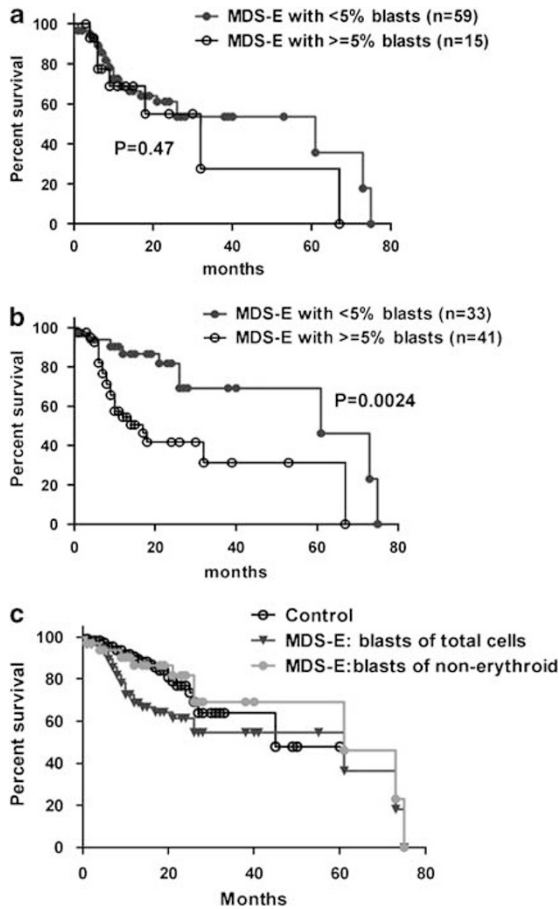 a
MDS-E with <5% blasts (n=59)
MDS-E with >=5% blasts (n=15)
Percent survival
100
80
60
40
20
0
P=0.47
0 20 40 60 80
months
b
MDS-E with <5% blasts (n=33)
MDS-E with >=5% blasts (n=41)
Percent survival
100
80
60
40
20
0
P=0.0024
0 20 40 60 80
months
c
Control
MDS-E: blasts of total cells
MDS-E:blasts of non-erythroid
Percent survival
100
80
60
40
20
0
0 20 40 60 80
Months